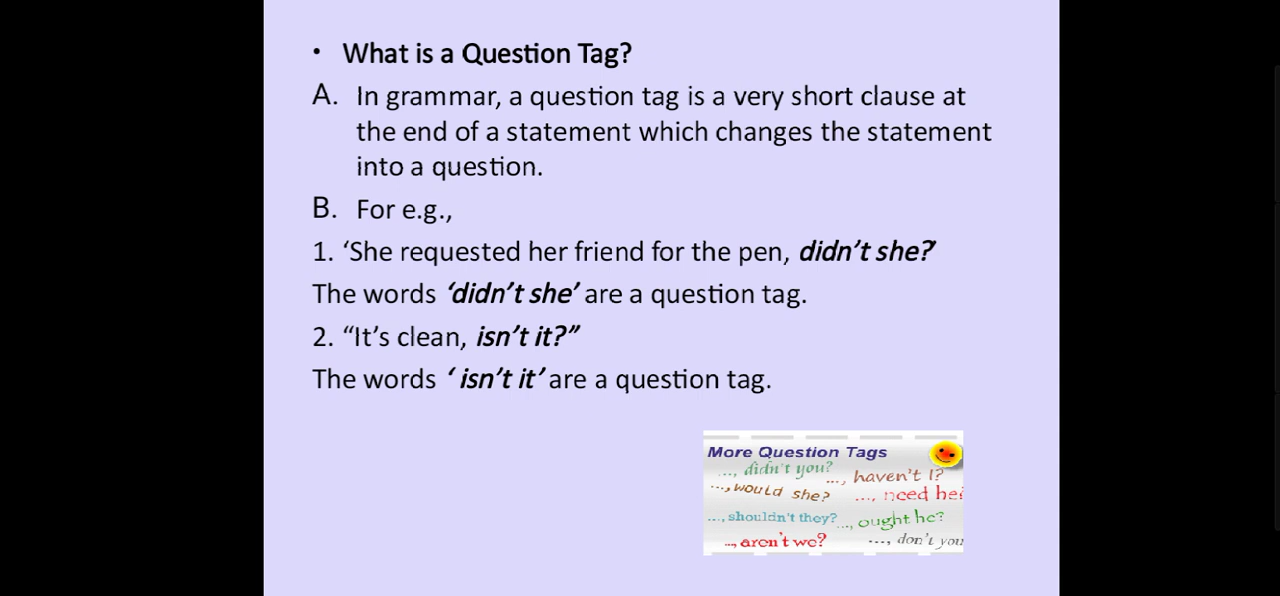 • What is a Question Tag?
A. In grammar, a question tag is a very short clause at
the end of a statement which changes the statement
into a question.
B. For e.g.,
1. ‘She requested her friend for the pen, didn’t she?’
The words ‘didn’t she’ are a question tag.
2. “It’s clean, isn’t it?”
The words ‘ isn’t it’ are a question tag.
More Question Tags
..., didn't you?
..., haven't I?
..., would she?
..., need he?
..., shouldn't they?
..., ought he?
..., aren't we?
..., don't you